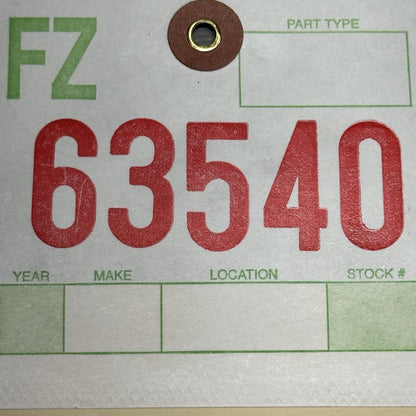 FZ
PART TYPE
63540
YEAR MAKE LOCATION STOCK #